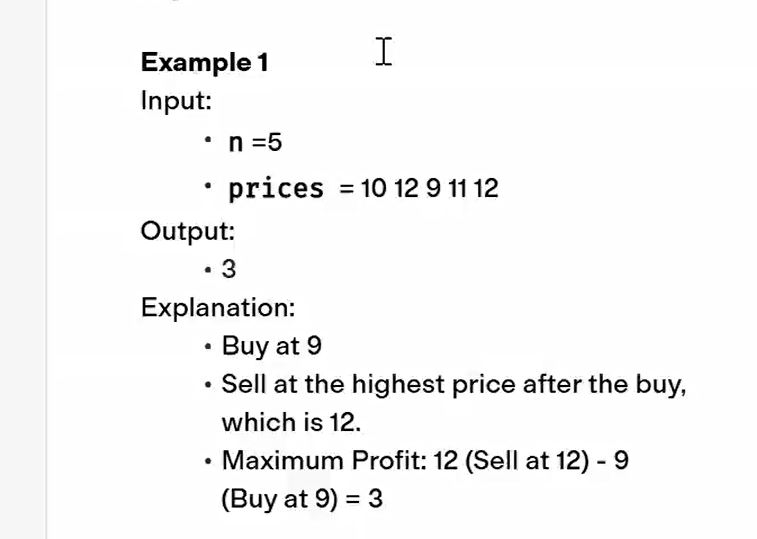 Example 1
Input:
• n =5
• prices = 10 12 9 11 12
Output:
• 3
Explanation:
• Buy at 9
• Sell at the highest price after the buy,
which is 12.
• Maximum Profit: 12 (Sell at 12) - 9
(Buy at 9) = 3